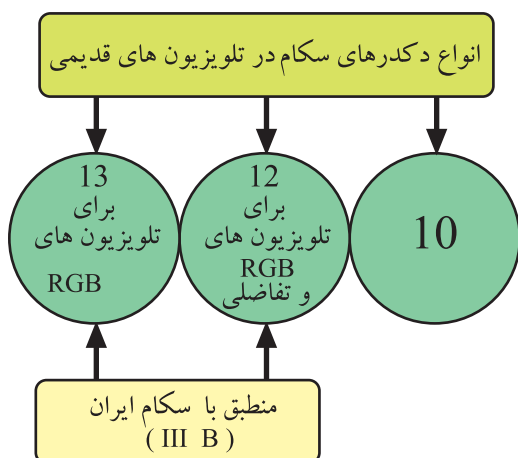 انواع دکدرهای سکام در تلویزیون های قدیمی
10
12
برای
تلویزیون های
RGB
و تفاضلی
13
برای
تلویزیون های
RGB
منطبق با سکام ایران
( III B )